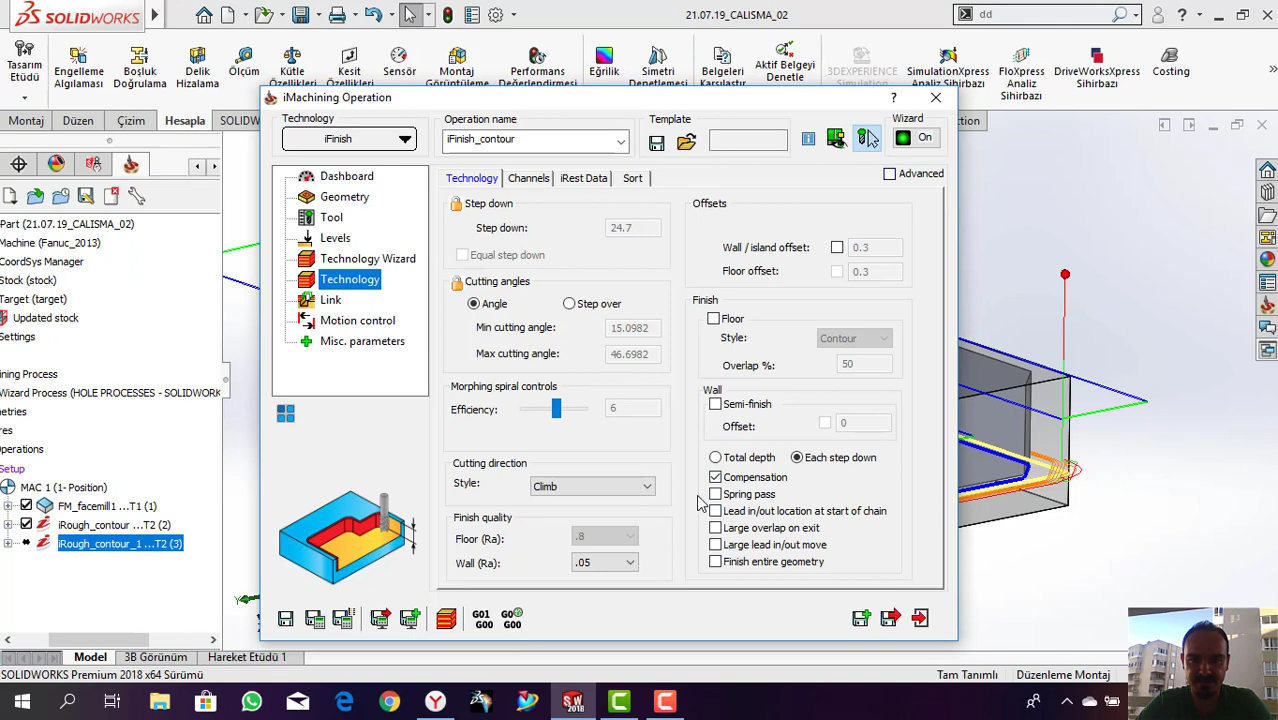 SOLIDWORKS
21.07.19_CALISMA_02
dd
?
Tasarım Etüdü
Engelleme Algılaması
Boşluk Doğrulama
Delik Hizalama
Ölçüm
Kütle Özellikleri
Kesit Özellikleri
Sensör
Montaj Görüntüleme
Performans Değerlendirmesi
Eğrilik
Simetri Denetleme
Belgeleri Karşılaştır
Aktif Belgeyi Denetle
3DEXPERIENCE
SimulationXpress Analiz Sihirbazı
FloXpress Analiz Sihirbazı
DriveWorksXpress Sihirbazı
Costing
Montaj
Düzen
Çizim
Hesapla
SOLIDWO
iMachining Operation
?
Technology
iFinish
Operation name
iFinish_contour
Template
Wizard
On
Dashboard
Geometry
Tool
Levels
Technology Wizard
Technology
Link
Motion control
Misc. parameters
Technology
Channels
iRest Data
Sort
Advanced
Step down
Step down:
24.7
Equal step down
Cutting angles
Angle
Step over
Min cutting angle:
15.0982
Max cutting angle:
46.6982
Morphing spiral controls
Efficiency:
6
Cutting direction
Style:
Climb
Finish quality
Floor (Ra):
.8
Wall (Ra):
.05
Offsets
Wall / island offset:
0.3
Floor offset:
0.3
Finish
Floor
Style:
Contour
Overlap %:
50
Wall
Semi-finish
Offset:
0
Total depth
Each step down
Compensation
Spring pass
Lead in/out location at start of chain
Large overlap on exit
Large lead in/out move
Finish entire geometry
G01 G00
G00
Part (21.07.19_CALISMA_02)
Machine (Fanuc_2013)
CoordSys Manager
Stock (stock)
Target (target)
Updated stock
Settings
ining Process
Wizard Process (HOLE PROCESSES - SOLIDWO
etries
Setup
MAC 1 (1- Position)
FM_facemill1 ...T1 (1)
iRough_contour ...T2 (2)
iRough_contour_1 ...T2 (3)
Model
3B Görünüm
Hareket Etüdü 1
SOLIDWORKS Premium 2018 x64 Sürümü
Tam Tanımlı
Düzenleme Montaj
SW 2018